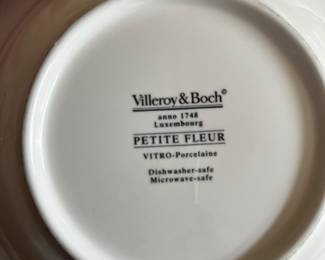 Villeroy & Boch©
anno 1748
Luxembourg
PETITE FLEUR
VITRO-Porcelaine
Dishwasher-safe
Microwave-safe